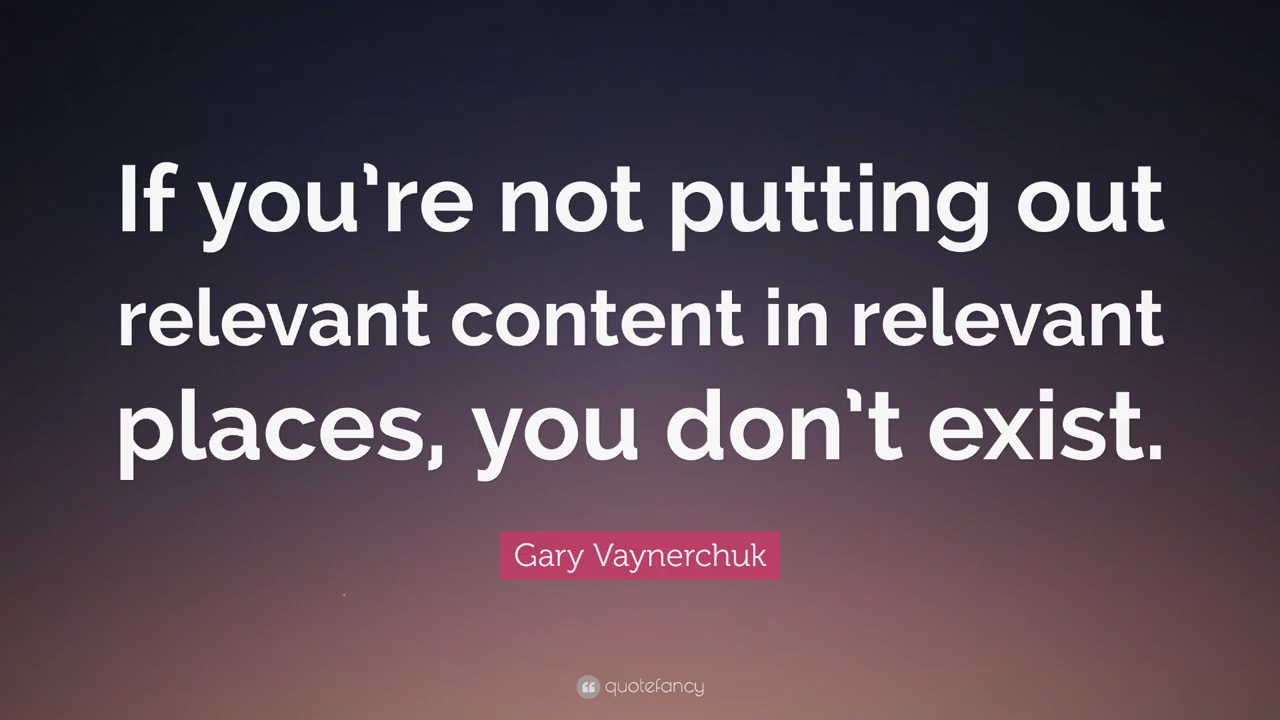 If you’re not putting out
relevant content in relevant
places, you don’t exist.
Gary Vaynerchuk
quotefancy